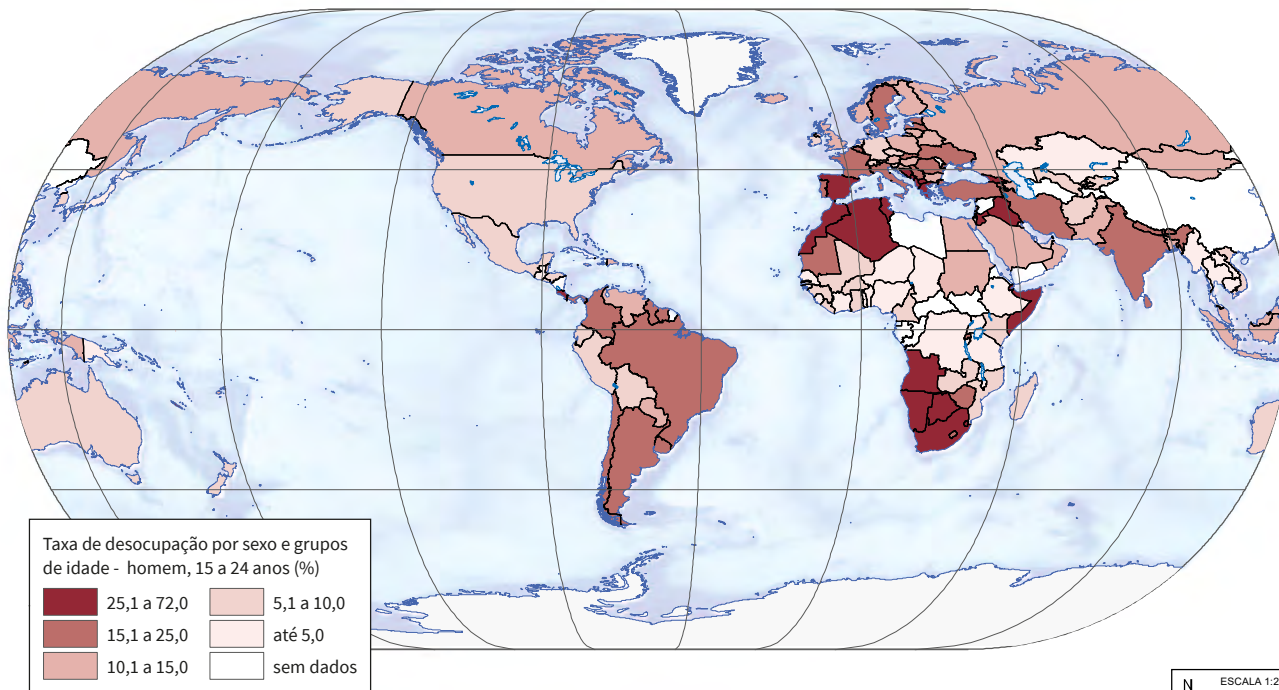 Taxa de desocupação por sexo e grupos
de idade - homem, 15 a 24 anos (%)
25,1 a 72,0
5,1 a 10,0
15,1 a 25,0
até 5,0
10,1 a 15,0
sem dados
N
ESCALA 1:2